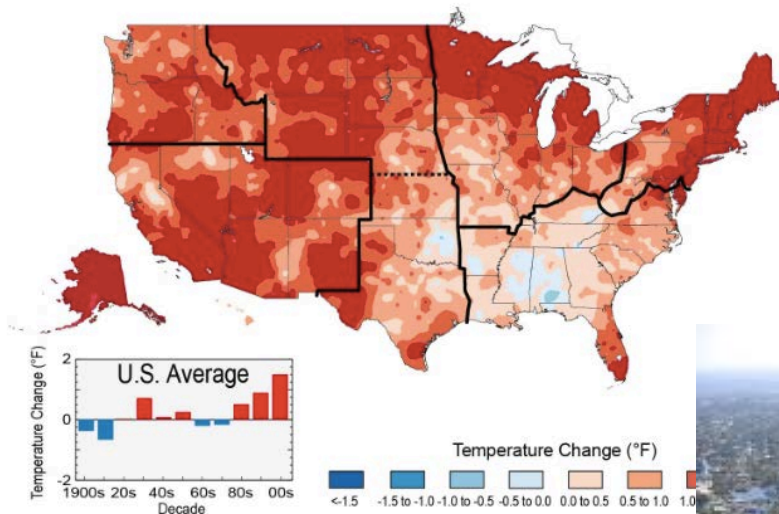 2
U.S. Average
0
-2
Temperature Change (°F)
1900s 20s 40s 60s 80s 00s
Decade
Temperature Change (°F)
<-1.5 -1.5 to -1.0 -1.0 to -0.5 -0.5 to 0.0 0.0 to 0.5 0.5 to 1.0 1.0